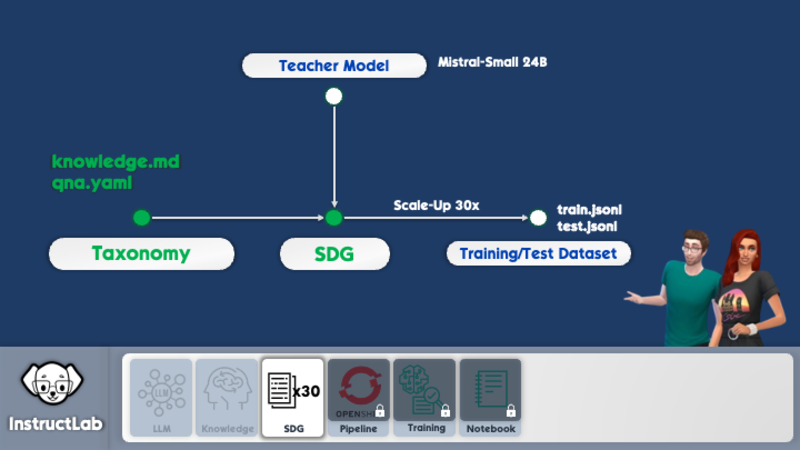 Teacher Model
Mistral-Small 24B
knowledge.md
qna.yaml
Scale-Up 30x
train.jsonl
test.jsonl
Taxonomy
SDG
Training/Test Dataset
InstructLab
LLM
LLM
Knowledge
x30
SDG
Pipeline
Training
Notebook